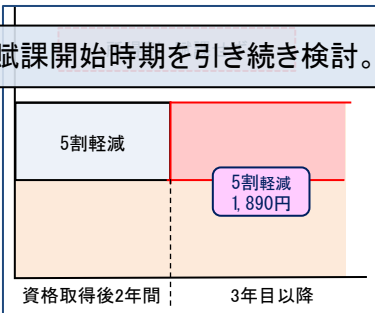 賦課開始時期を引き続き検討。
5割軽減
5割軽減
1,890円
資格取得後2年間
3年目以降